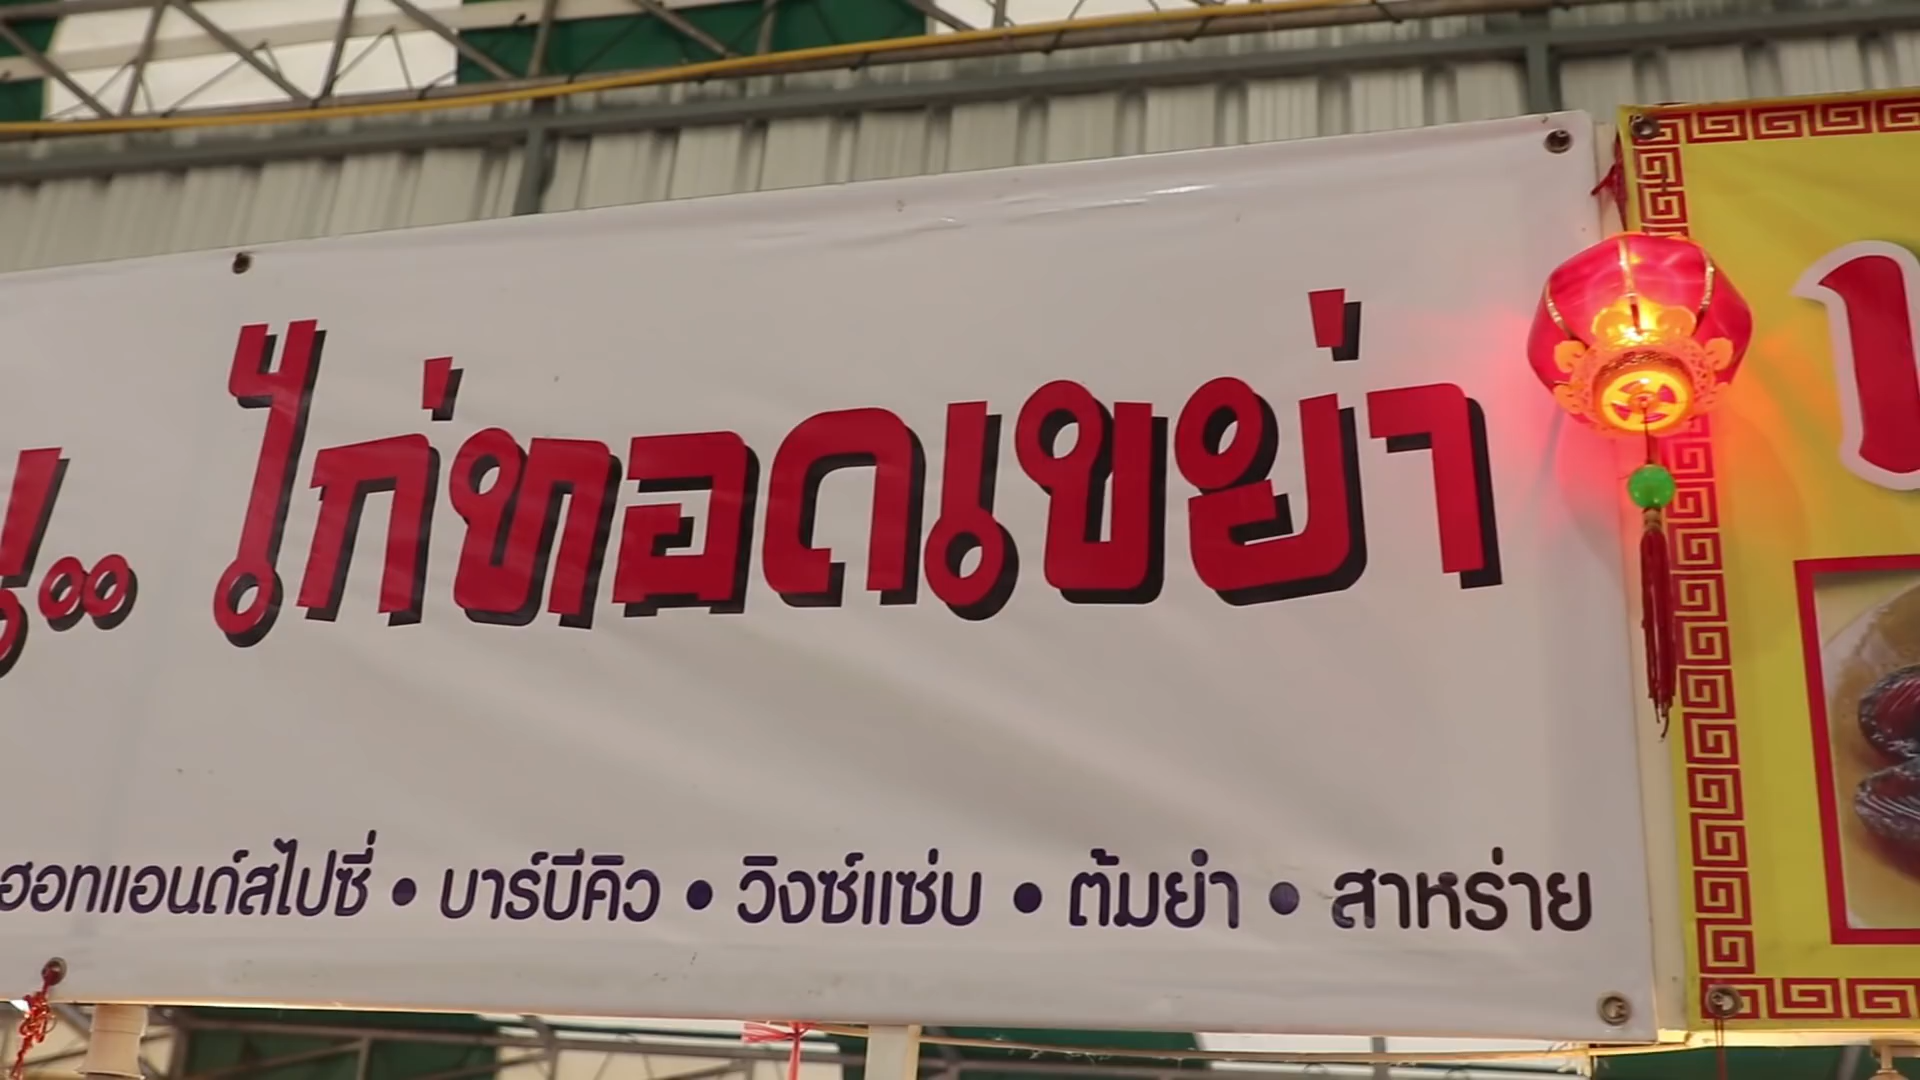 ไก่ทอดเขย่า
ฮอทแอนด์สไปซี่ • บาร์บีคิว • วิงซ์แซ่บ • ต้มยำ • สาหร่าย